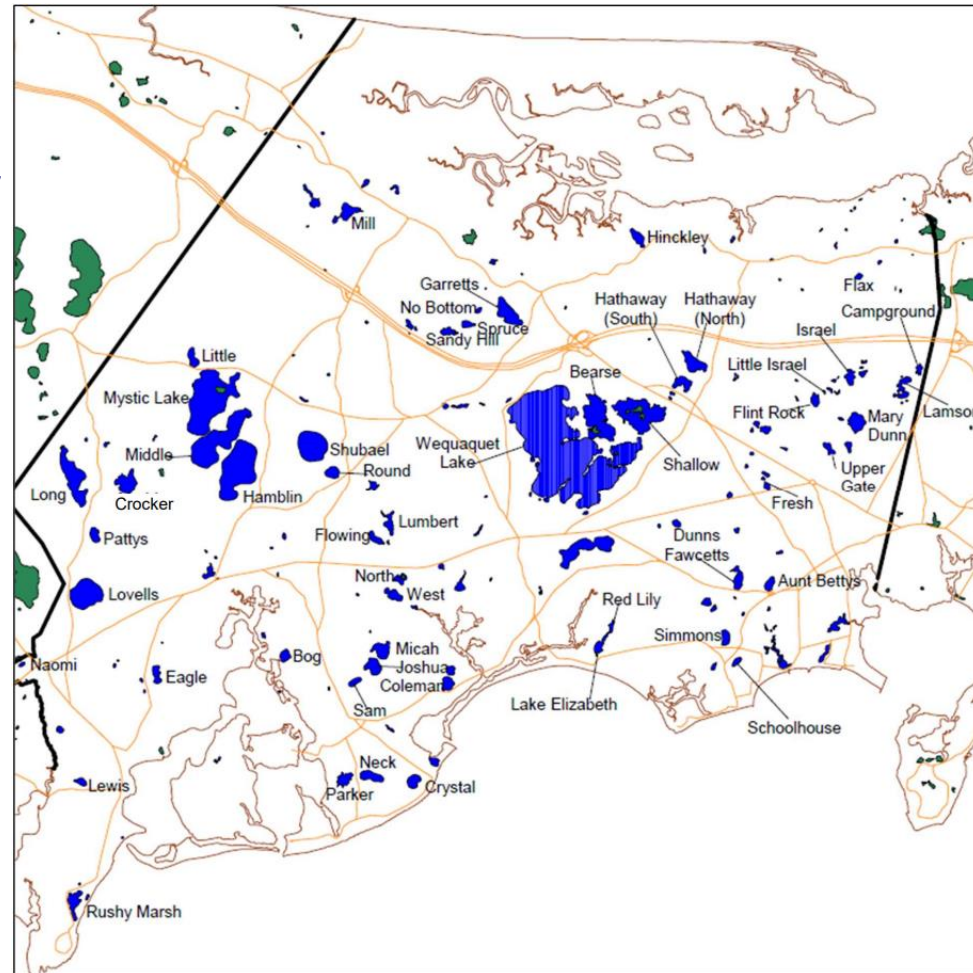 Mill
Hinckley
Garretts
No Bottom
Spruce
Sandy Hill
Hathaway
(South)
Hathaway
(North)
Flax
Campground
Israel
Little Israel
Little
Mystic Lake
Bearse
Flint Rock
Mary
Dunn
Middle
Shubael
Wequaquet
Lake
Shallow
Round
Upper
Gate
Long
Crocker
Hamblin
Fresh
Pattys
Flowing
Lumbert
Dunns
Fawcetts
Lovells
North
West
Aunt Bettys
Red Lily
Simmons
Naomi
Eagle
Bog
Micah
Joshua
Coleman
Sam
Lake Elizabeth
Schoolhouse
Lewis
Neck
Parker
Crystal
Rushy Marsh